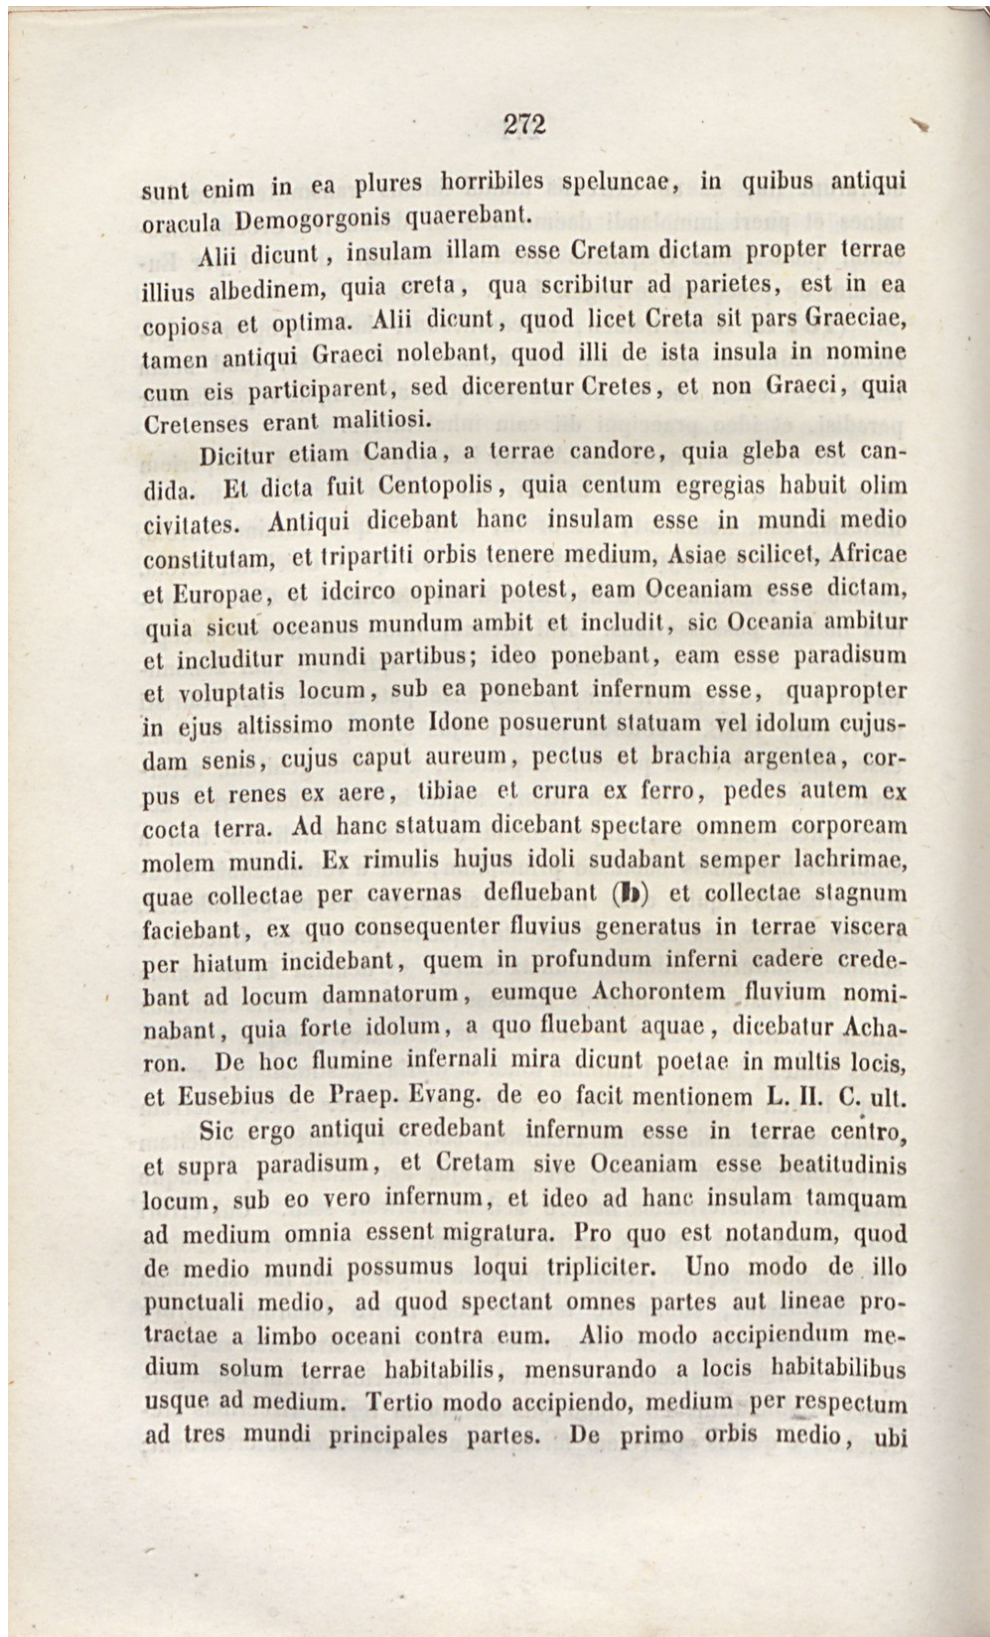 272
sunt enim in ea plures horribiles speluncae, in quibus antiqui
oracula Demogorgonis quaerebant.
Alii dicunt, insulam illam esse Cretam dictam propter terrae
illius albedinem, quia creta, qua scribitur ad parietes, est in ea
copiosa et optima. Alii dicunt, quod licet Creta sit pars Graeciae,
tamen antiqui Graeci nolebant, quod illi de ista insula in nomine
cum eis participarent, sed dicerentur Cretes, et non Graeci, quia
Cretenses erant malitiosi.
Dicitur etiam Candia, a terrae candore, quia gleba est can-
dida. Et dicta fuit Centopolis, quia centum egregias habuit olim
civitates. Antiqui dicebant hanc insulam esse in mundi medio
constitutam, et tripartiti orbis tenere medium, Asiae scilicet, Africae
et Europae, et idcirco opinari potest, eam Oceaniam esse dictam,
quia sicut oceanus mundum ambit et includit, sic Oceania ambitur
et includitur mundi partibus; ideo ponebant, eam esse paradisum
et voluptatis locum, sub ea ponebant infernum esse, quapropter
in ejus altissimo monte Idone posuerunt statuam vel idolum cujus-
dam senis, cujus caput aureum, pectus et brachia argentea, cor-
pus et renes ex aere, tibiae et crura ex ferro, pedes autem ex
cocta terra. Ad hanc statuam dicebant spectare omnem corpoream
molem mundi. Ex rimulis hujus idoli sudabant semper lachrimae,
quae collectae per cavernas defluebant (b) et collectae stagnum
faciebant, ex quo consequenter fluvius generatus in terrae viscera
per hiatum incidebant, quem in profundum inferni cadere crede-
bant ad locum damnatorum, eumque Achorontem fluvium nomi-
nabant, quia forte idolum, a quo fluebant aquae, dicebatur Acha-
ron. De hoc flumine infernali mira dicunt poetae in multis locis,
et Eusebius de Praep. Evang. de eo facit mentionem L. II. C. ult.
Sic ergo antiqui credebant infernum esse in terrae centro,
et supra paradisum, et Cretam sive Oceaniam esse beatitudinis
locum, sub eo vero infernum, et ideo ad hanc insulam tamquam
ad medium omnia essent migratura. Pro quo est notandum, quod
de medio mundi possumus loqui tripliciter. Uno modo de illo
punctuali medio, ad quod spectant omnes partes aut lineae pro-
tractae a limbo oceani contra eum. Alio modo accipiendum me-
dium solum terrae habitabilis, mensurando a locis habitabilibus
usque ad medium. Tertio modo accipiendo, medium per respectum
ad tres mundi principales partes. De primo orbis medio, ubi